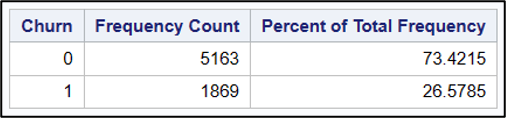 Churn Frequency Count Percent of Total Frequency
0 5163 73.4215
1 1869 26.5785